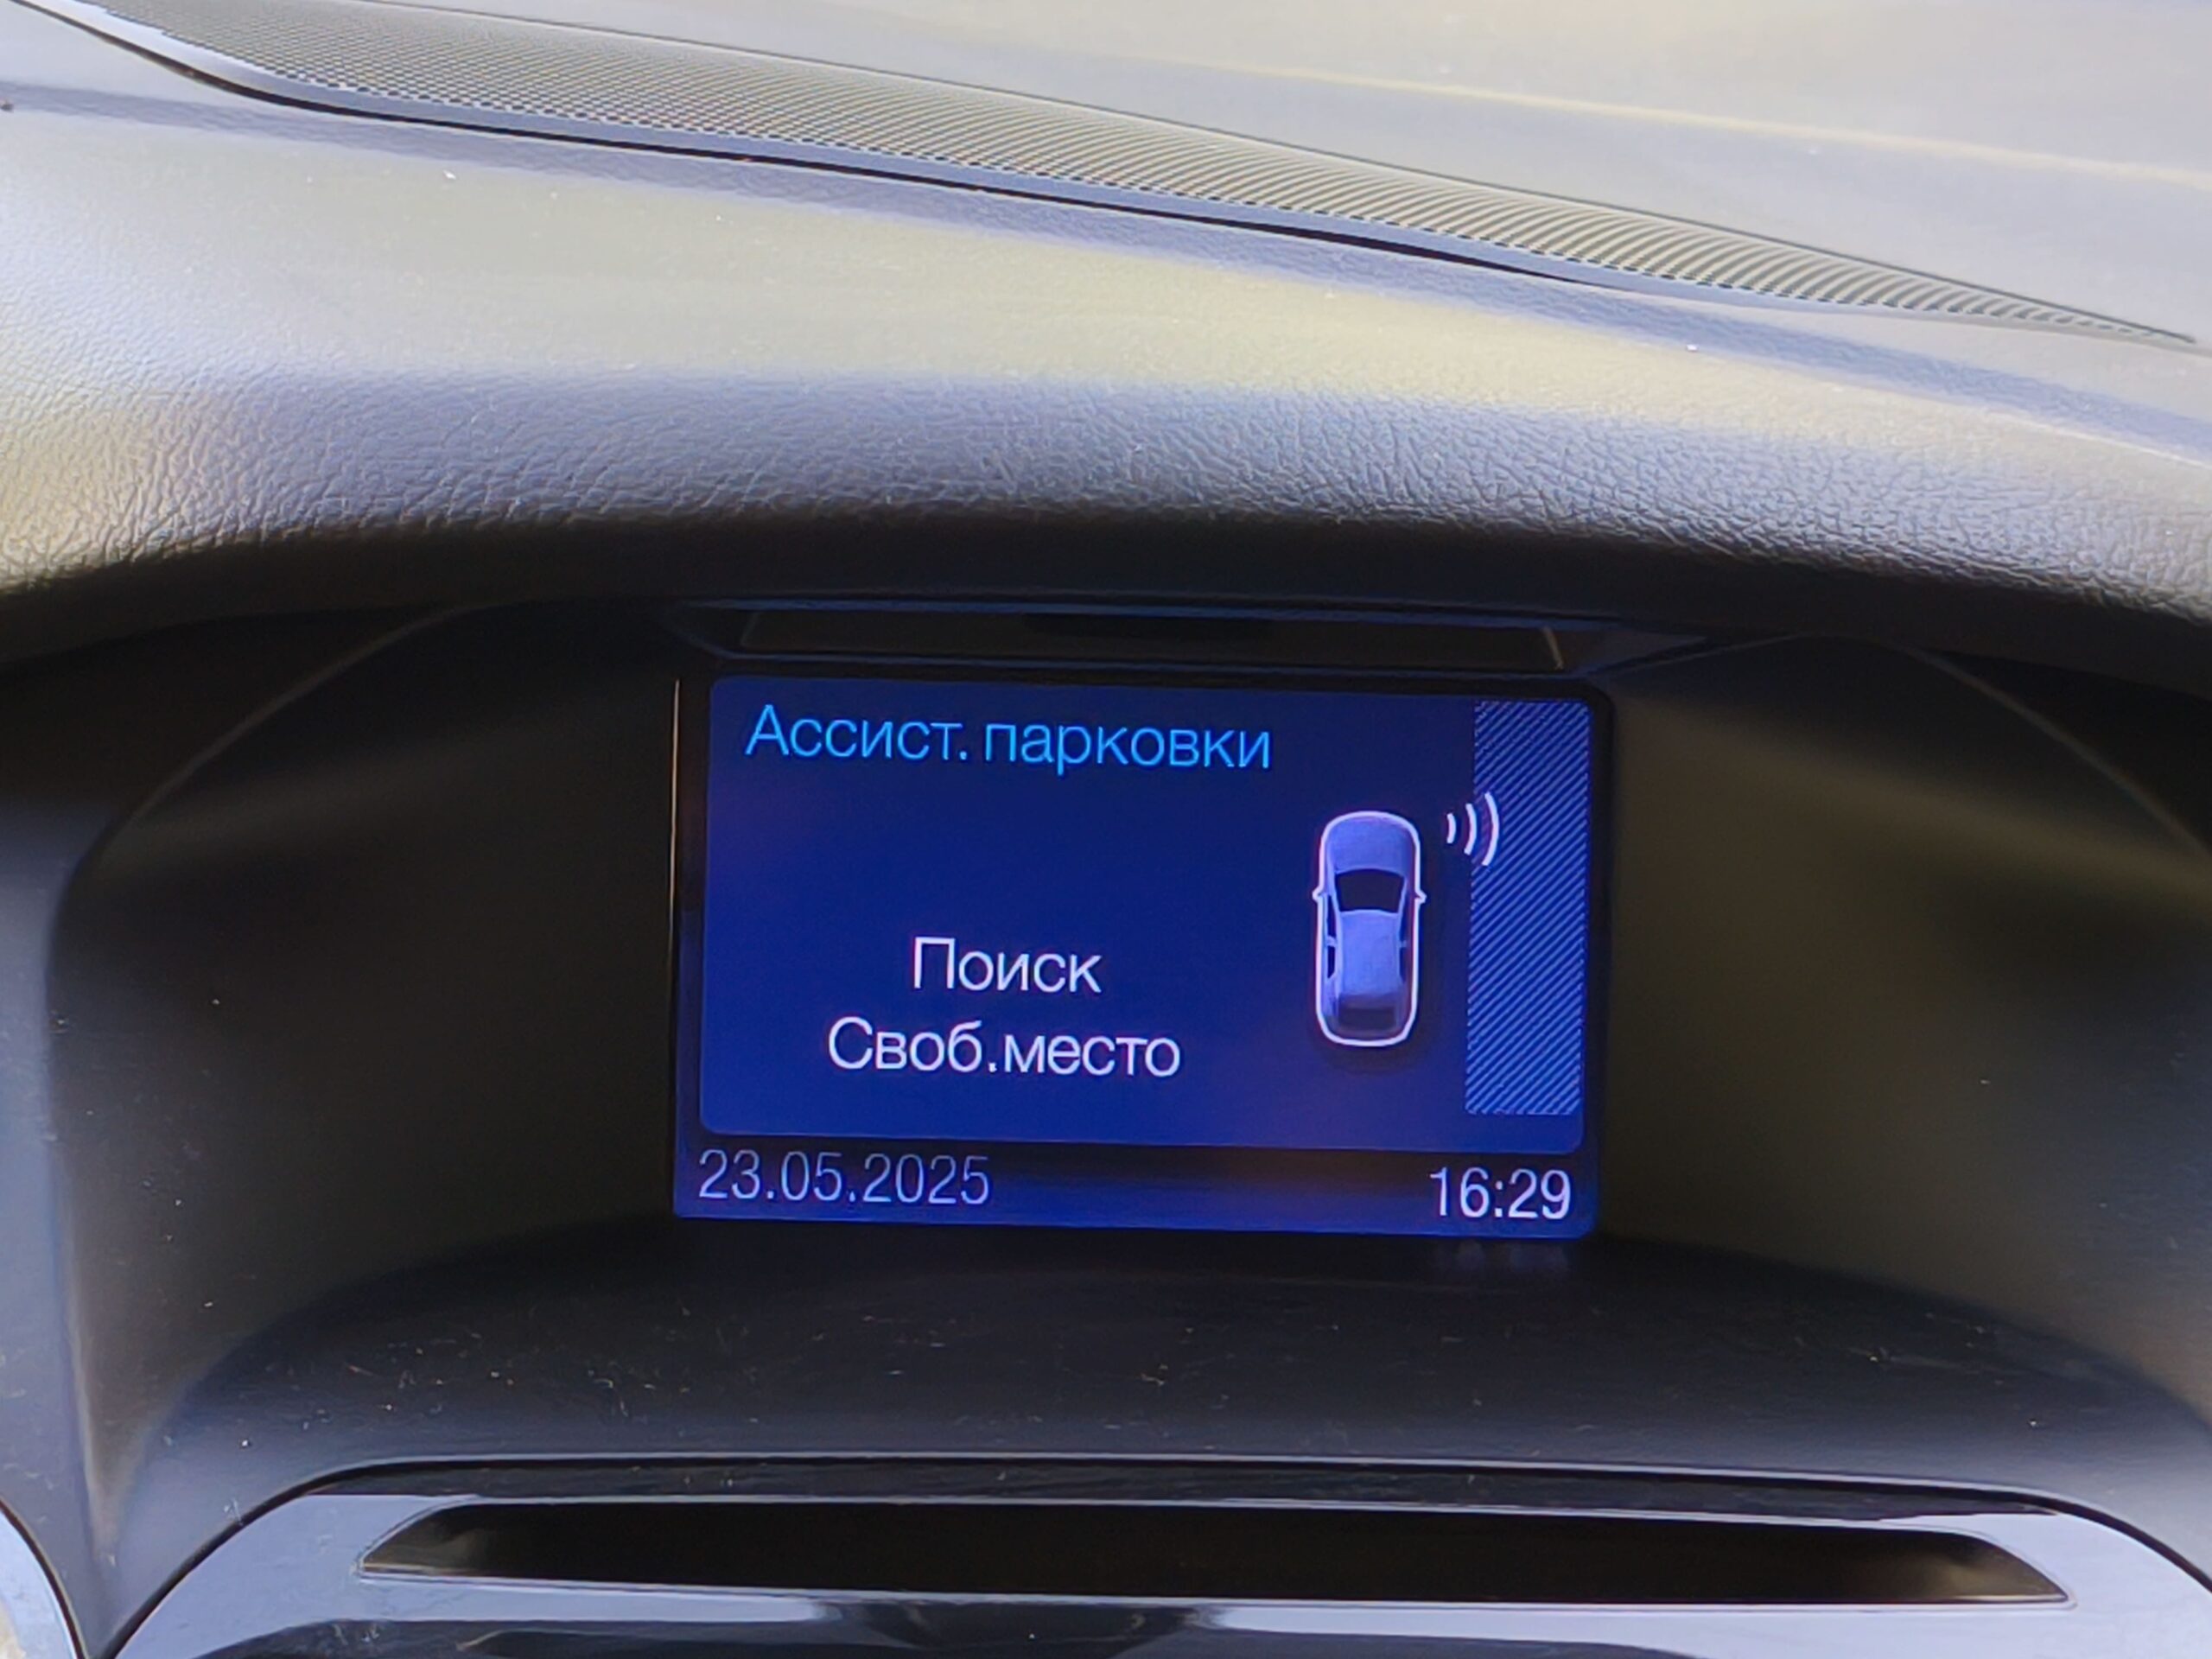 Ассист. парковки
Поиск
Своб.место
23.05.2025
16:29